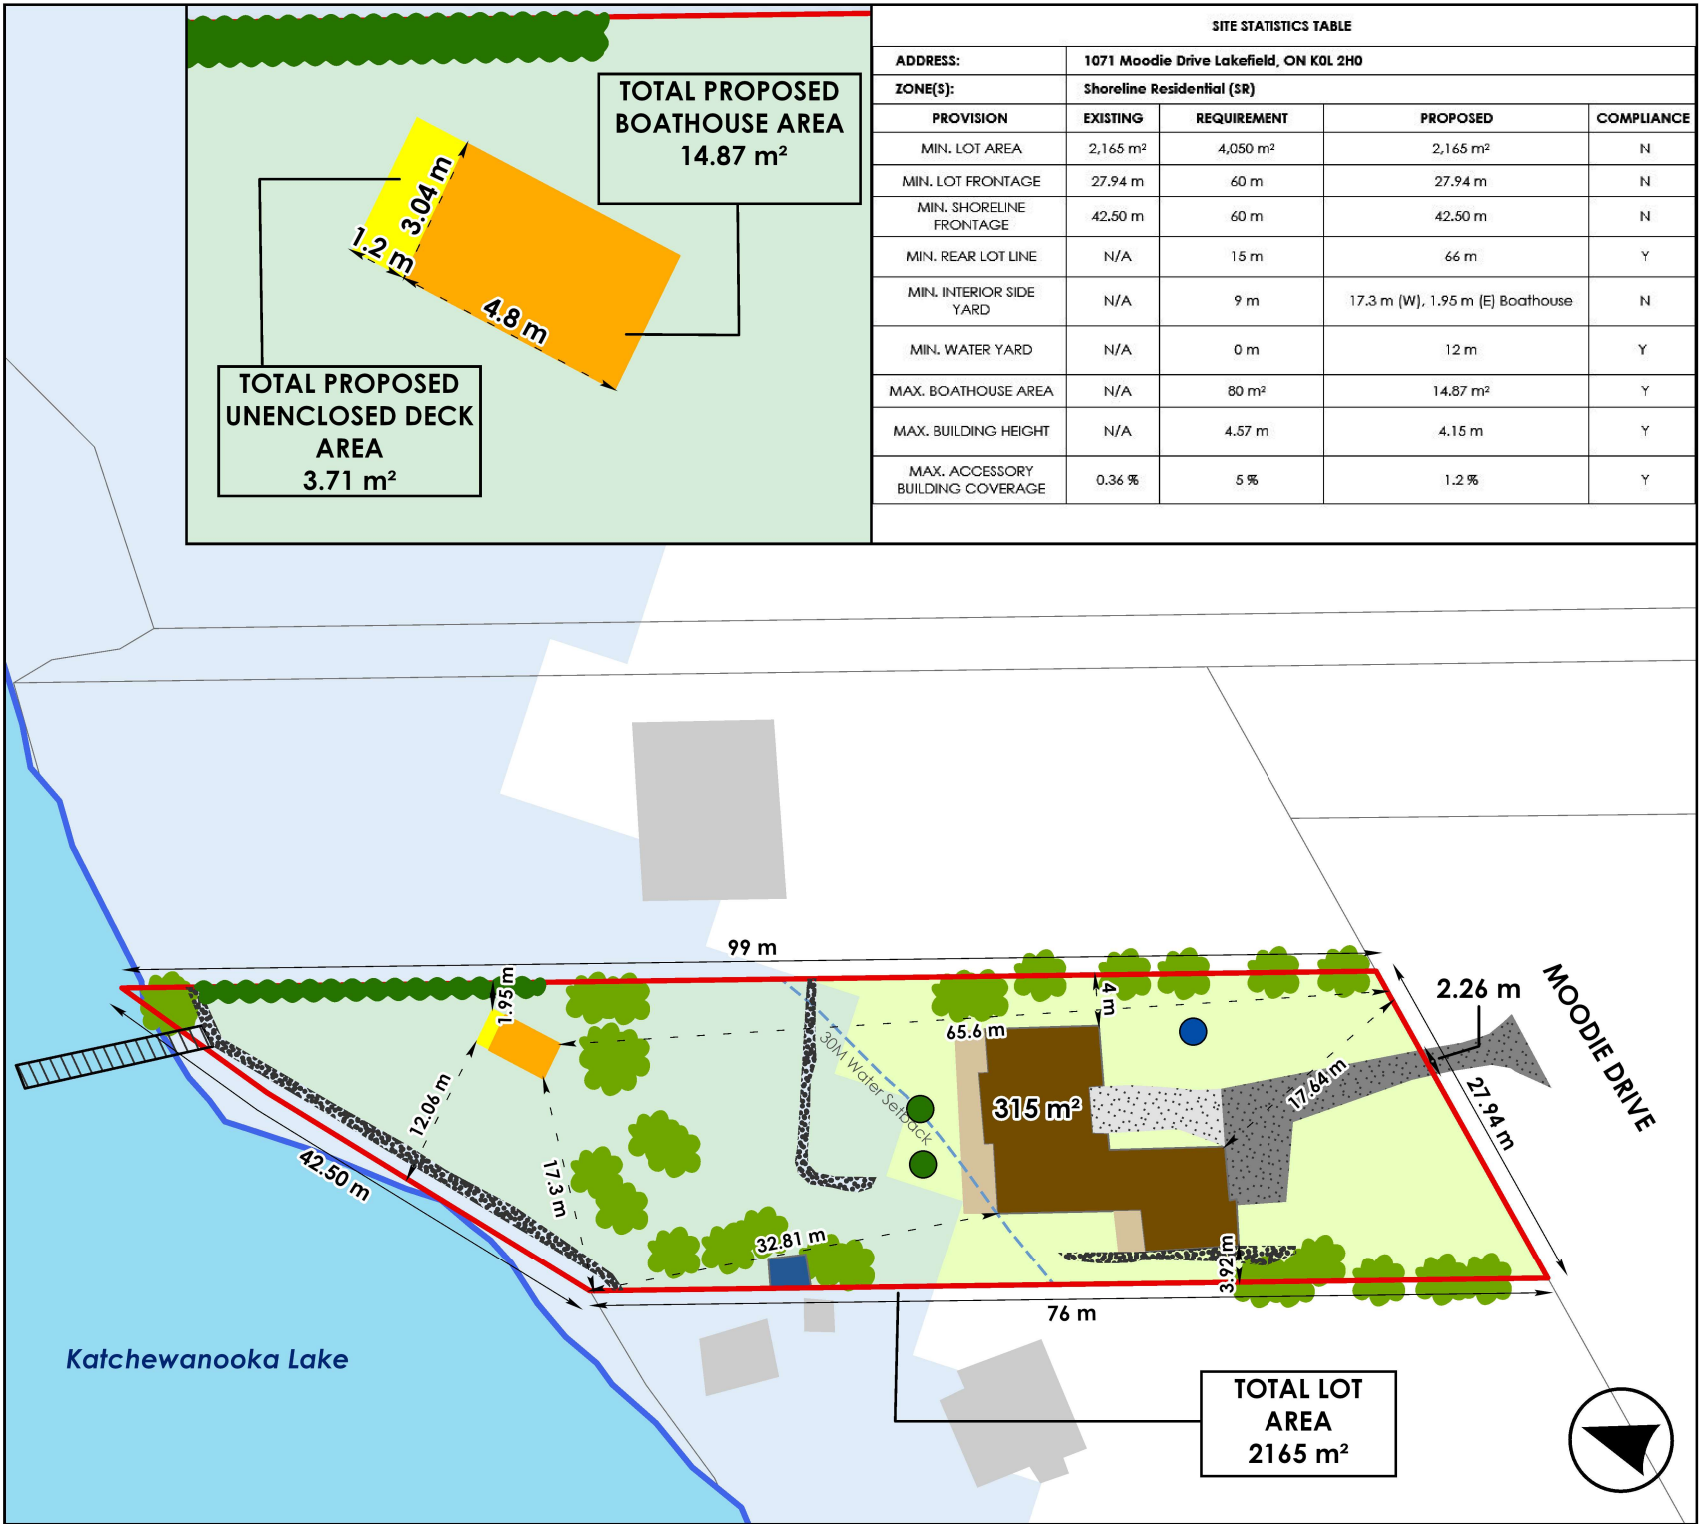 TOTAL PROPOSED
BOATHOUSE AREA
14.87 m²
3.04 m
1.2 m
4.8 m
TOTAL PROPOSED
UNENCLOSED DECK
AREA
3.71 m²
SITE STATISTICS TABLE
ADDRESS: 1071 Moodie Drive Lakefield, ON K0L 2H0
ZONE(S): Shoreline Residential (SR)
PROVISION EXISTING REQUIREMENT PROPOSED COMPLIANCE
MIN. LOT AREA 2,165 m² 4,050 m² 2,165 m² N
MIN. LOT FRONTAGE 27.94 m 60 m 27.94 m N
MIN. SHORELINE
FRONTAGE 42.50 m 60 m 42.50 m N
MIN. REAR LOT LINE N/A 15 m 66 m Y
MIN. INTERIOR SIDE
YARD N/A 9 m 17.3 m (W), 1.95 m (E) Boathouse N
MIN. WATER YARD N/A 0 m 12 m Y
MAX. BOATHOUSE AREA N/A 80 m² 14.87 m² Y
MAX. BUILDING HEIGHT N/A 4.57 m 4.15 m Y
MAX. ACCESSORY
BUILDING COVERAGE 0.36 % 5 % 1.2 % Y
99 m
1.95 m
4 m
2.26 m
MOODIE DRIVE
65.6 m
30M Water Setback
315 m²
17.64 m
27.94 m
12.06 m
42.50 m
17.3 m
32.81 m
3.92 m
76 m
Katchewanooka Lake
TOTAL LOT
AREA
2165 m²